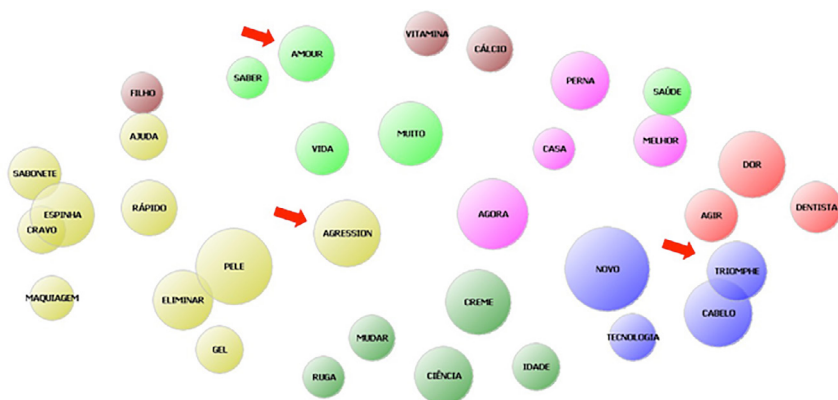 AMOUR
VITAMINA
CÁLCIO
SABER
PERNA
SAÚDE
FILHO
AJUDA
VIDA
MUITO
CASA
MELHOR
DOR
SABONETE
ESPINHA
CRAVO
RÁPIDO
AGRESSION
AGORA
AGIR
DENTISTA
PELE
NOVO
TRIOMPHE
MAQUIAGEM
ELIMINAR
CREME
CABELO
GEL
MUDAR
TECNOLOGIA
RUGA
CIÊNCIA
IDADE